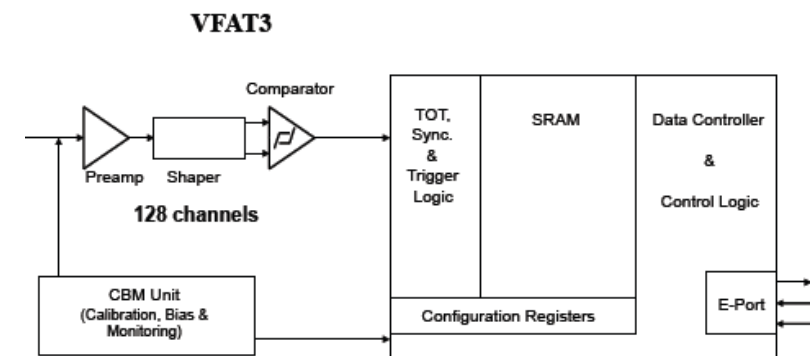 VFAT3
Comparator
Preamp
Shaper
128 channels
CBM Unit
(Calibration, Bias &
Monitoring)
TOT,
Sync.
&
Trigger
Logic
SRAM
Data Controller
&
Control Logic
Configuration Registers
E-Port